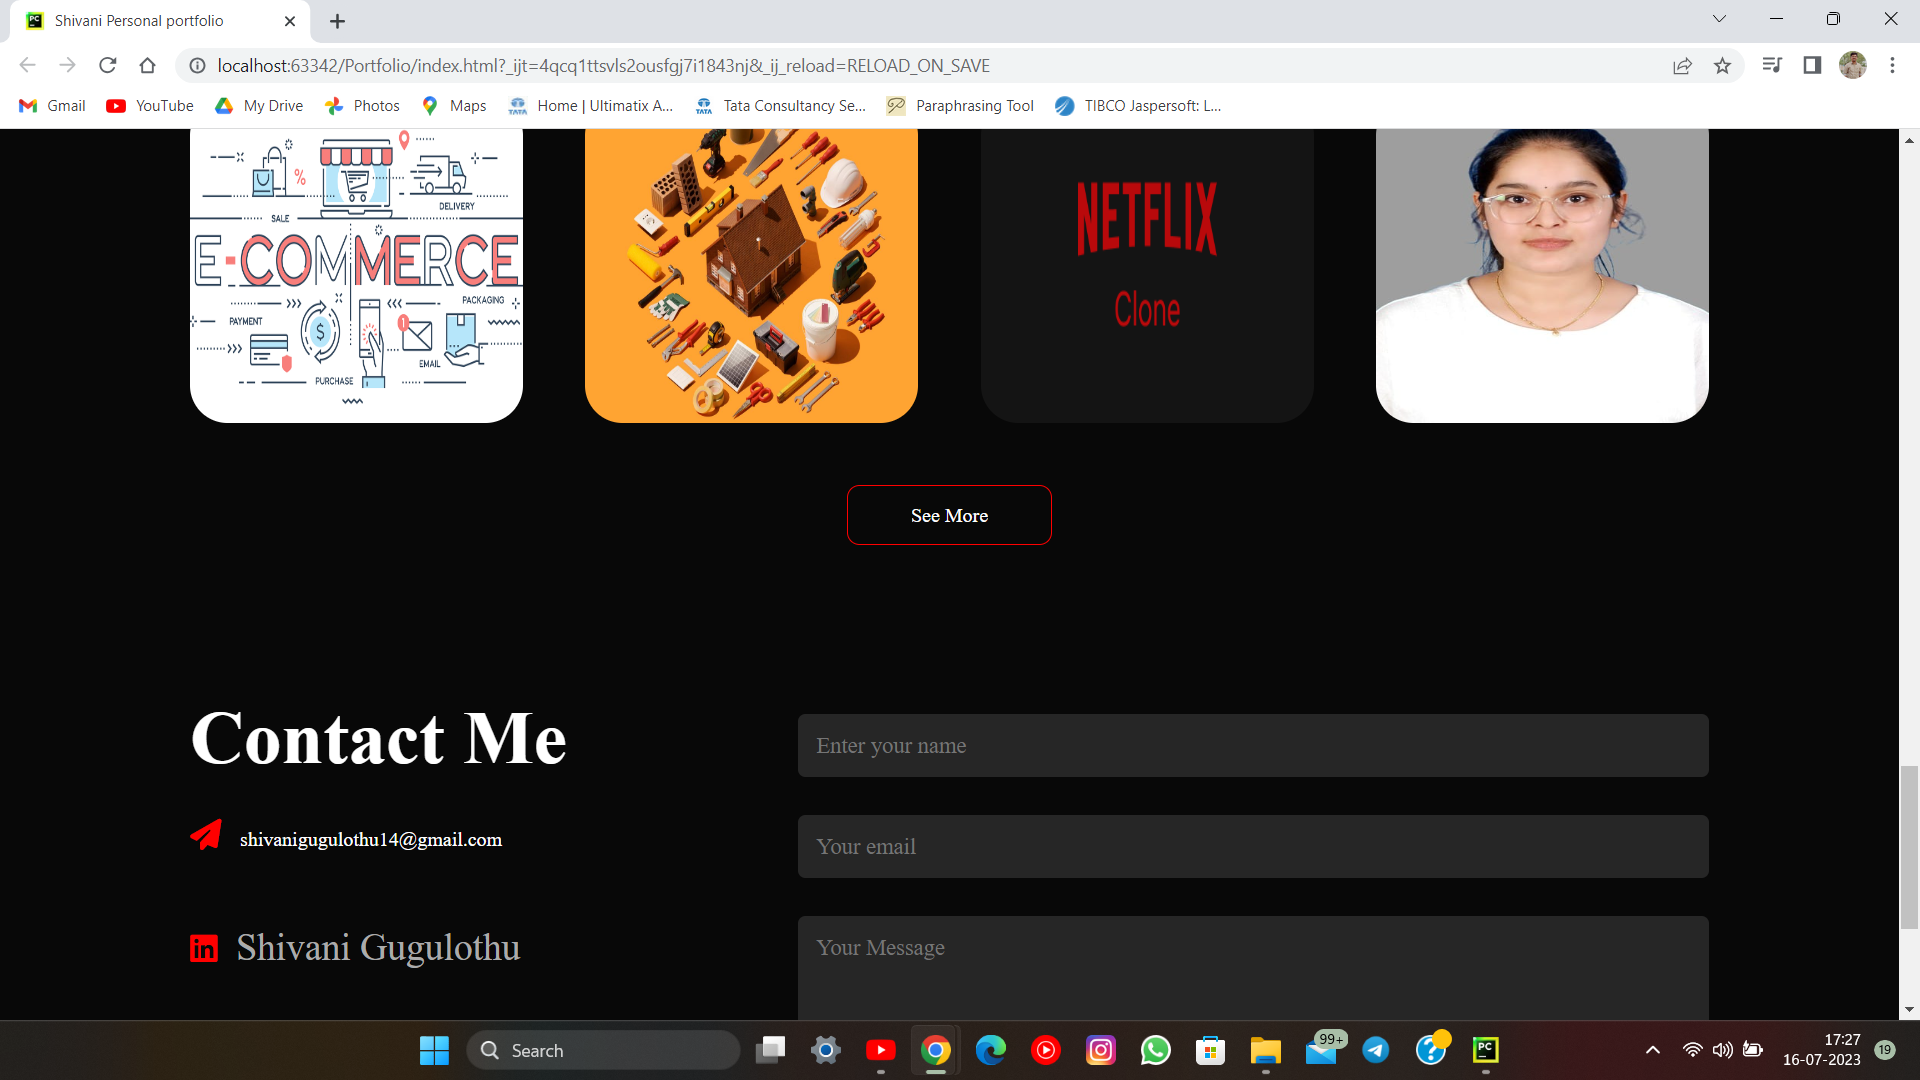 Shivani Personal portfolio
localhost:63342/Portfolio/index.html?_ijt=4qcq1ttsvls2ousfgj7i1843nj&_ij_reload=RELOAD_ON_SAVE
Gmail YouTube My Drive Photos Maps Home | Ultimatix A... Tata Consultancy Se... Paraphrasing Tool TIBCO Jaspersoft: L...
%
SALE
DELIVERY
E-COMMERCE
PAYMENT
PACKAGING
$
1
EMAIL
PURCHASE
NETFLIX
Clone
See More
Contact Me
shivanigugulothu14@gmail.com
in Shivani Gugulothu
Enter your name
Your email
Your Message
Search
99+
17:27
16-07-2023
19